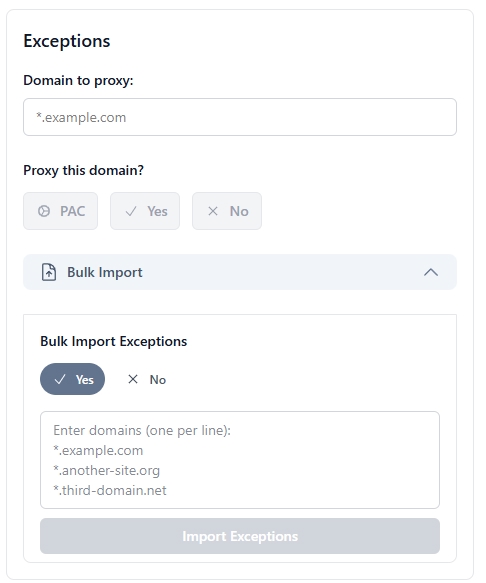 Exceptions
Domain to proxy:
*.example.com
Proxy this domain?
PAC Yes No
Bulk Import
Bulk Import Exceptions
Yes No
Enter domains (one per line):
*.example.com
*.another-site.org
*.third-domain.net
Import Exceptions